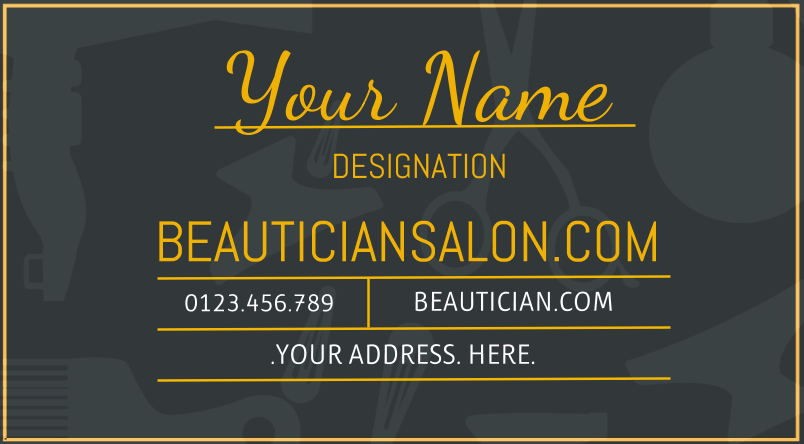 Your Name
DESIGNATION
BEAUTICIANSALON.COM
0123.456.789 BEAUTICIAN.COM
.YOUR ADDRESS. HERE.